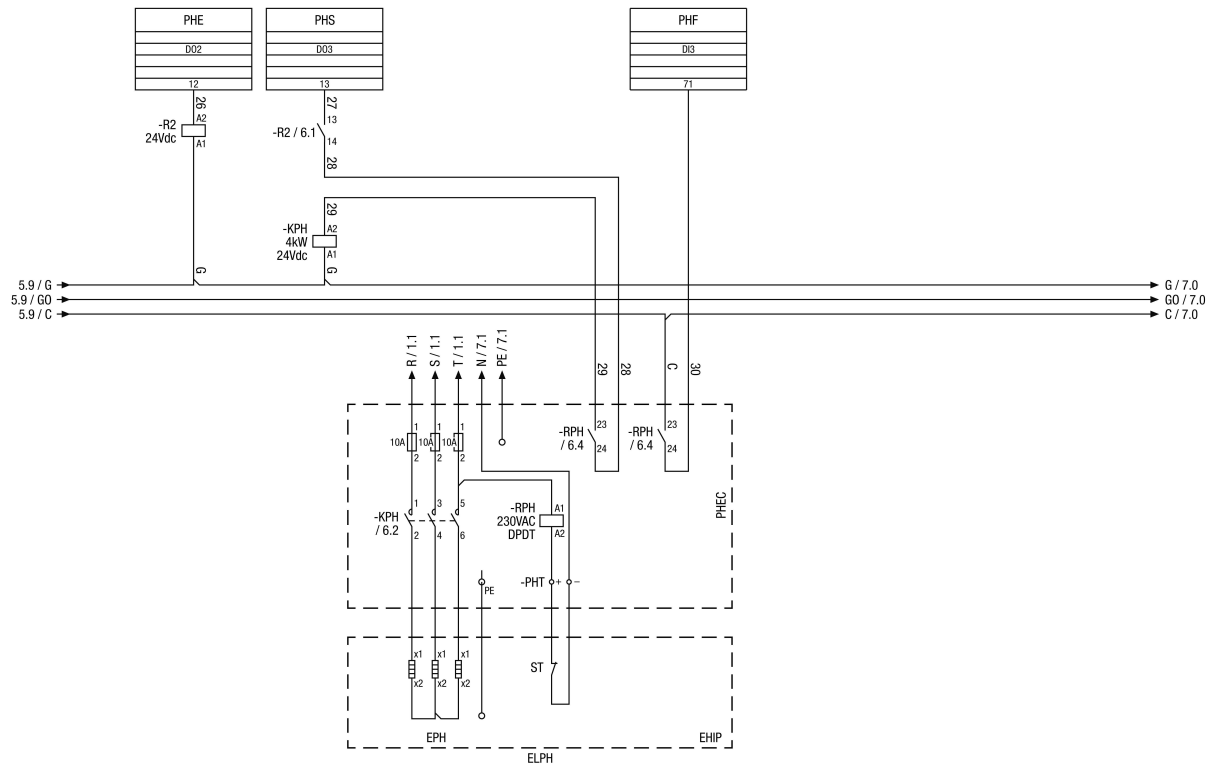 PHE
PHS
PHF
DO2
DO3
DI3
12
13
71
26
27
A2
-R2
24Vdc
A1
13
-R2 / 6.1
14
28
29
-KPH
4kW
24Vdc
A2
A1
G
G
5.9 / G
G / 7.0
5.9 / GO
GO / 7.0
5.9 / C
C / 7.0
R / 1.1
S / 1.1
T / 1.1
N / 7.1
PE / 7.1
29
28
C
30
1
1
1
10A
10A
10A
2
2
2
-RPH
/ 6.4
23
24
-RPH
/ 6.4
23
24
-KPH
/ 6.2
1
3
5
2
4
6
-RPH
230VAC
DPDT
A1
A2
PHEC
-PHT
+
–
PE
x1
x1
x1
x2
x2
x2
ST
EPH
EHIP
ELPH